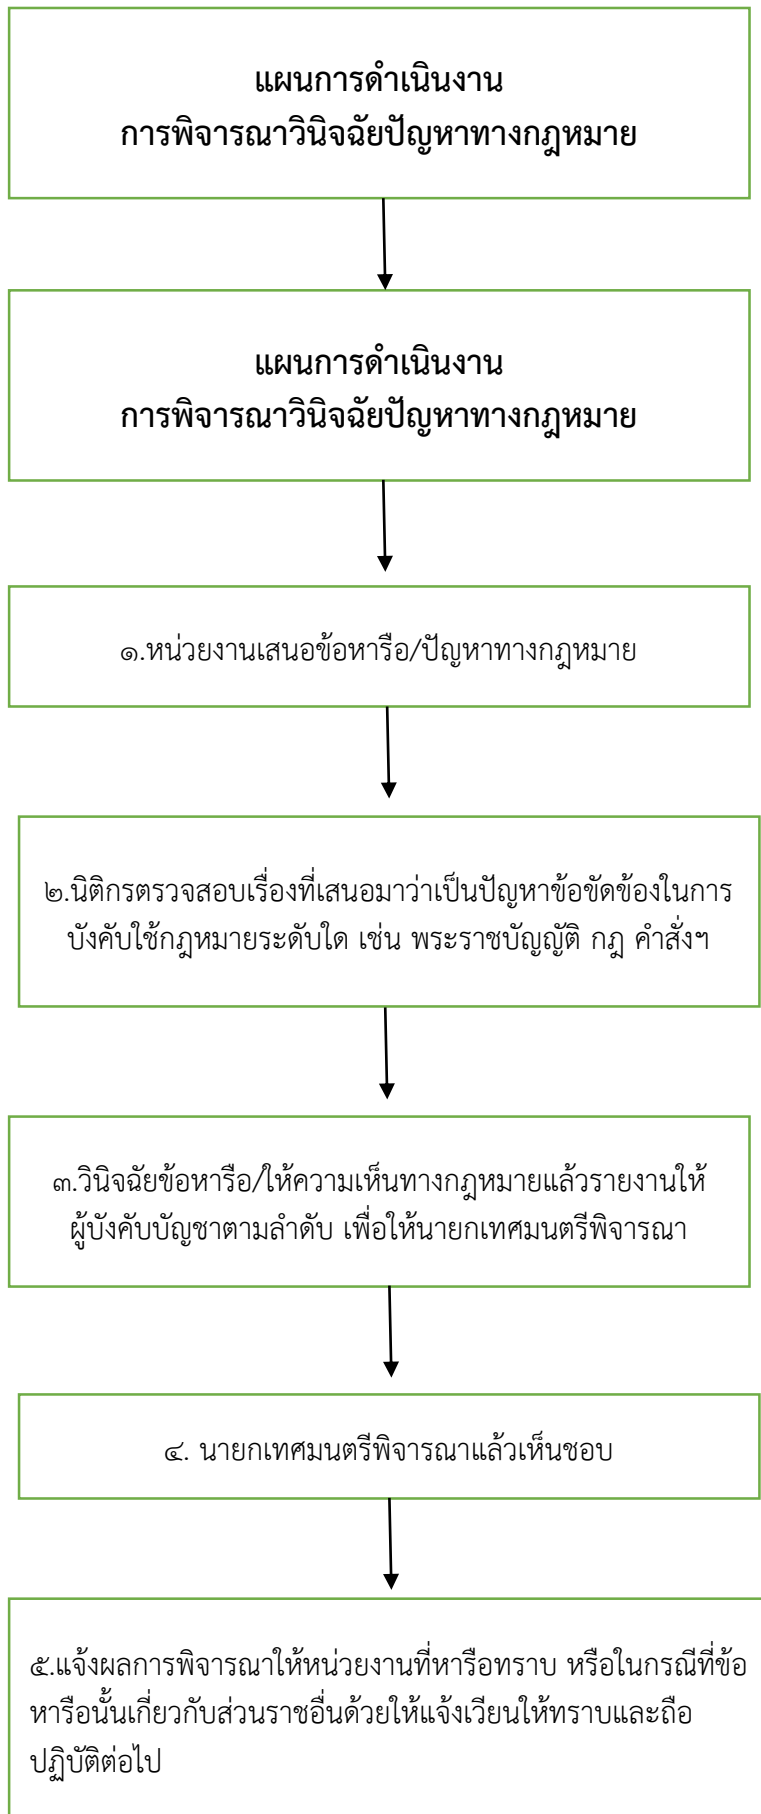 แผนการดำเนินงาน
การพิจารณาวินิจฉัยปัญหาทางกฎหมาย
แผนการดำเนินงาน
การพิจารณาวินิจฉัยปัญหาทางกฎหมาย
๑.หน่วยงานเสนอข้อหารือ/ปัญหาทางกฎหมาย
๒.นิติกรตรวจสอบเรื่องที่เสนอมาว่าเป็นปัญหาข้อขัดข้องในการ
บังคับใช้กฎหมายระดับใด เช่น พระราชบัญญัติ กฎ คำสั่งฯ
๓.วินิจฉัยข้อหารือ/ให้ความเห็นทางกฎหมายแล้วรายงานให้
ผู้บังคับบัญชาตามลำดับ เพื่อให้นายกเทศมนตรีพิจารณา
๔. นายกเทศมนตรีพิจารณาแล้วเห็นชอบ
๕.แจ้งผลการพิจารณาให้หน่วยงานที่หารือทราบ หรือในกรณีที่ข้อ
หารือนั้นเกี่ยวกับส่วนราชอื่นด้วยให้แจ้งเวียนให้ทราบและถือ
ปฏิบัติต่อไป